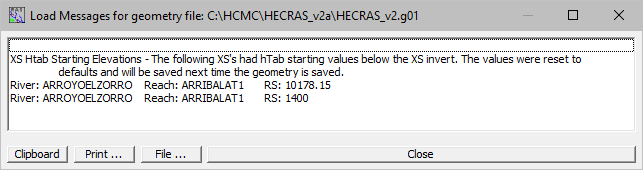 Load Messages for geometry file: C:\HCMC\HECRAS_v2a\HECRAS_v2.g01
XS Htab Starting Elevations - The following XS's had hTab starting values below the XS invert. The values were reset to
defaults and will be saved next time the geometry is saved.
River: ARROYOELZORRO Reach: ARRIBALAT1 RS: 10178.15
River: ARROYOELZORRO Reach: ARRIBALAT1 RS: 1400
Clipboard Print ... File ... Close